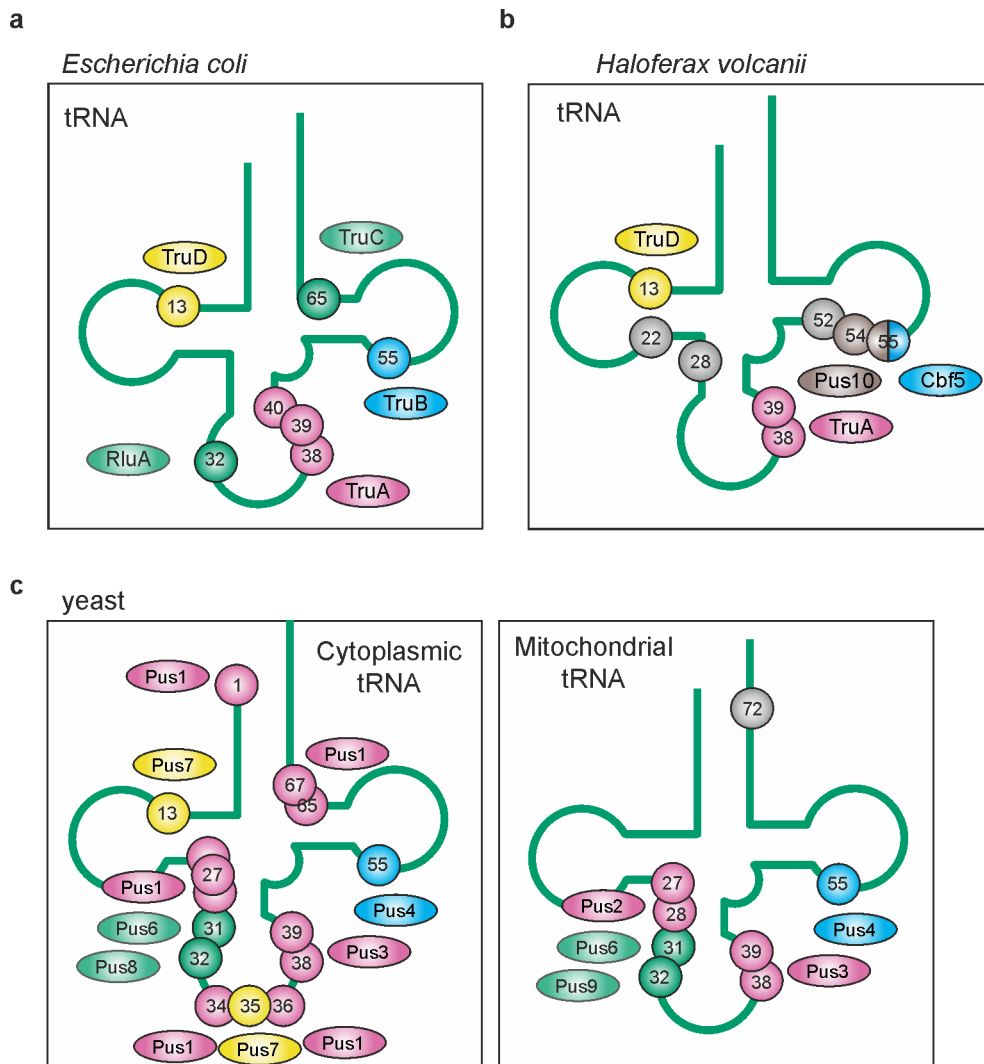 a
Escherichia coli
tRNA
TruD
13
TruC
65
55
TruB
40
39
38
TruA
32
RluA
b
Haloferax volcanii
tRNA
TruD
13
22
28
52
54
55
Pus10
Cbf5
39
38
TruA
c
yeast
Cytoplasmic
tRNA
Pus1
1
Pus7
13
Pus1
67
65
55
Pus4
Pus1
27
Pus6
31
Pus8
32
39
38
Pus3
34
35
36
Pus1
Pus7
Pus1
Mitochondrial
tRNA
72
27
Pus2
28
Pus6
31
Pus9
32
55
Pus4
39
38
Pus3